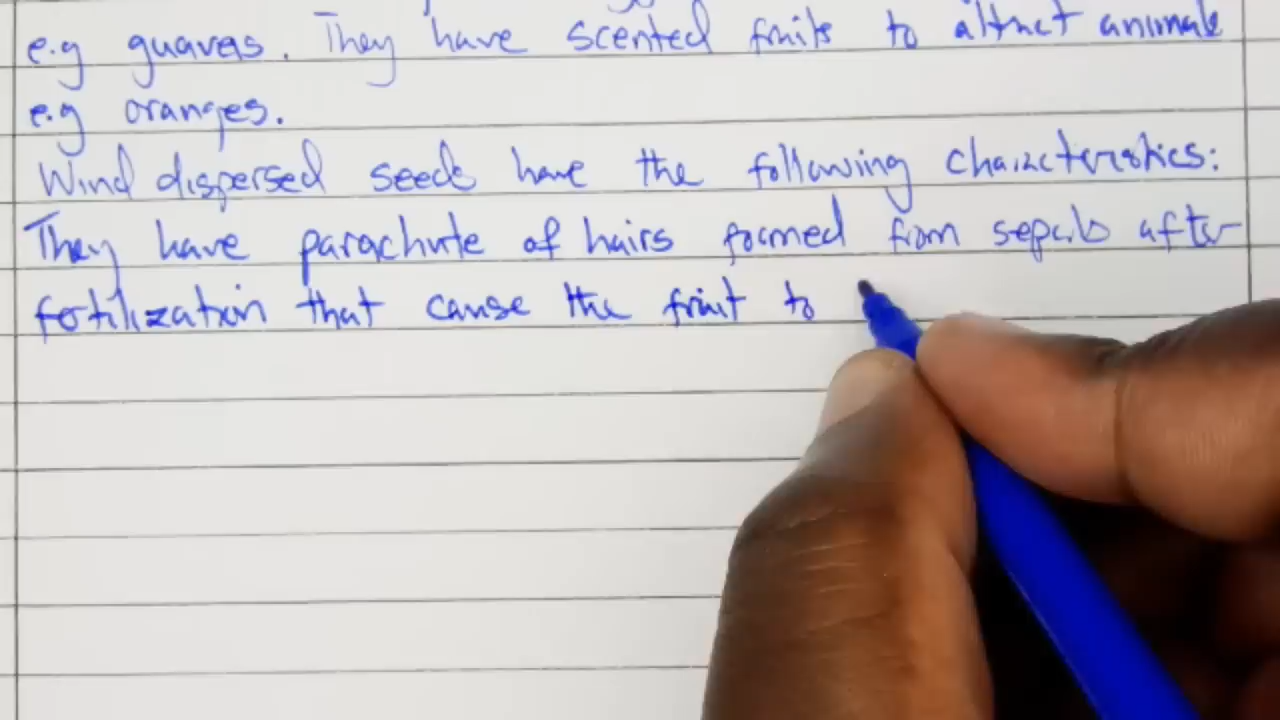 e.g guavas. They have scented fruits to attract animals
e.g oranges.
Wind dispersed seeds have the following characteristics:
They have parachute of hairs formed from sepals after
fertilization that cause the fruit to